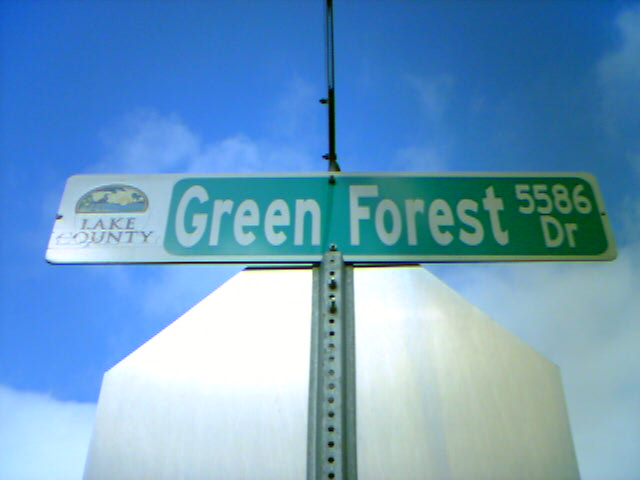 LAKE
COUNTY
Green Forest
5586
Dr